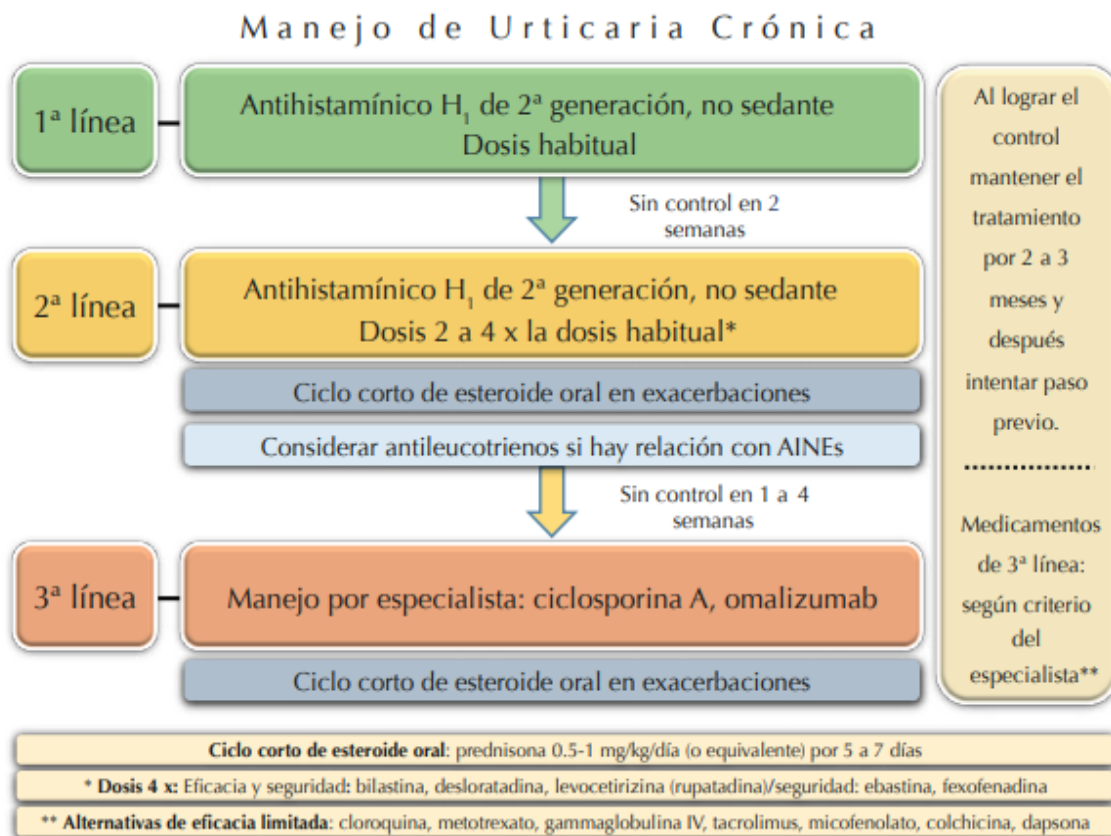 Manejo de Urticaria Crónica
1ª línea
Antihistamínico H₁ de 2ª generación, no sedante
Dosis habitual
Sin control en 2
semanas
2ª línea
Antihistamínico H₁ de 2ª generación, no sedante
Dosis 2 a 4 x la dosis habitual*
Ciclo corto de esteroide oral en exacerbaciones
Considerar antileucotrienos si hay relación con AINEs
Sin control en 1 a 4
semanas
3ª línea
Manejo por especialista: ciclosporina A, omalizumab
Ciclo corto de esteroide oral en exacerbaciones
Al lograr el
control
mantener el
tratamiento
por 2 a 3
meses y
después
intentar paso
previo.
Medicamentos
de 3ª línea:
según criterio
del
especialista**
Ciclo corto de esteroide oral: prednisona 0.5-1 mg/kg/día (o equivalente) por 5 a 7 días
* Dosis 4 x: Eficacia y seguridad: bilastina, desloratadina, levocetirizina (rupatadina)/seguridad: ebastina, fexofenadina
** Alternativas de eficacia limitada: cloroquina, metotrexato, gammaglobulina IV, tacrolimus, micofenolato, colchicina, dapsona